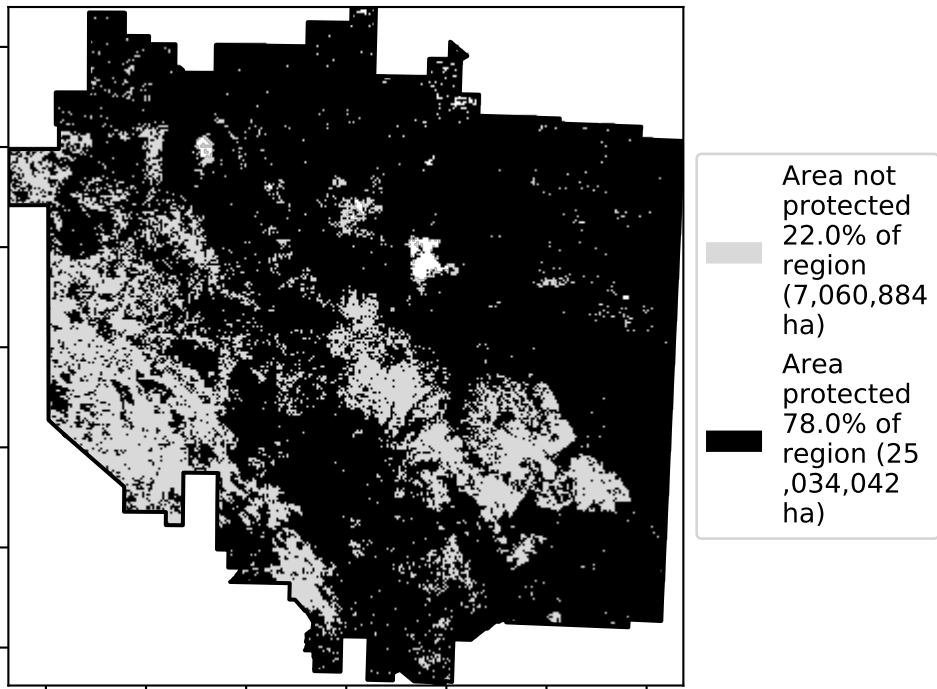 Area not
protected
22.0% of
region
(7,060,884
ha)
Area
protected
78.0% of
region (25
,034,042
ha)